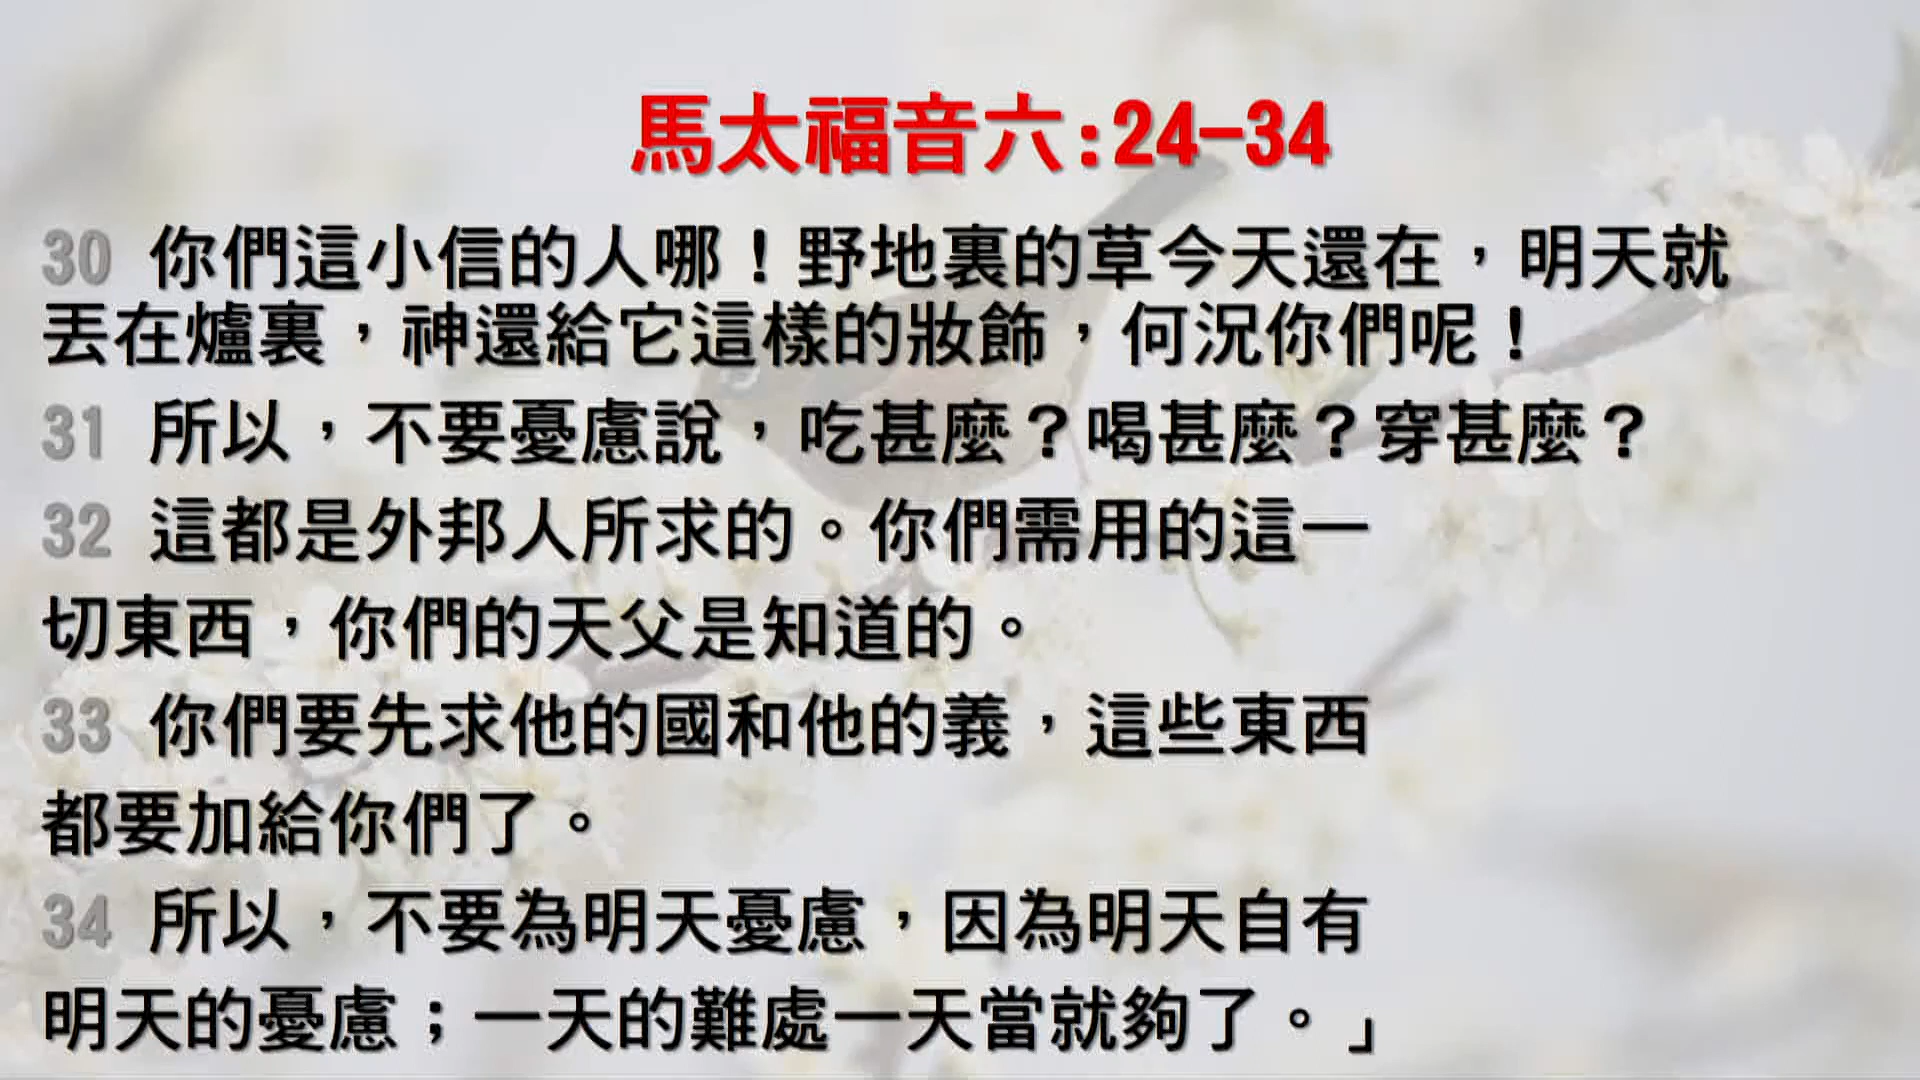 馬太福音六:24-34
30 你們這小信的人哪！野地裏的草今天還在，明天就
丟在爐裏，神還給它這樣的妝飾，何況你們呢！
31 所以，不要憂慮說，吃甚麼？喝甚麼？穿甚麼？
32 這都是外邦人所求的。你們需用的這一
切東西，你們的天父是知道的。
33 你們要先求他的國和他的義，這些東西
都要加給你們了。
34 所以，不要為明天憂慮，因為明天自有
明天的憂慮；一天的難處一天當就夠了。」